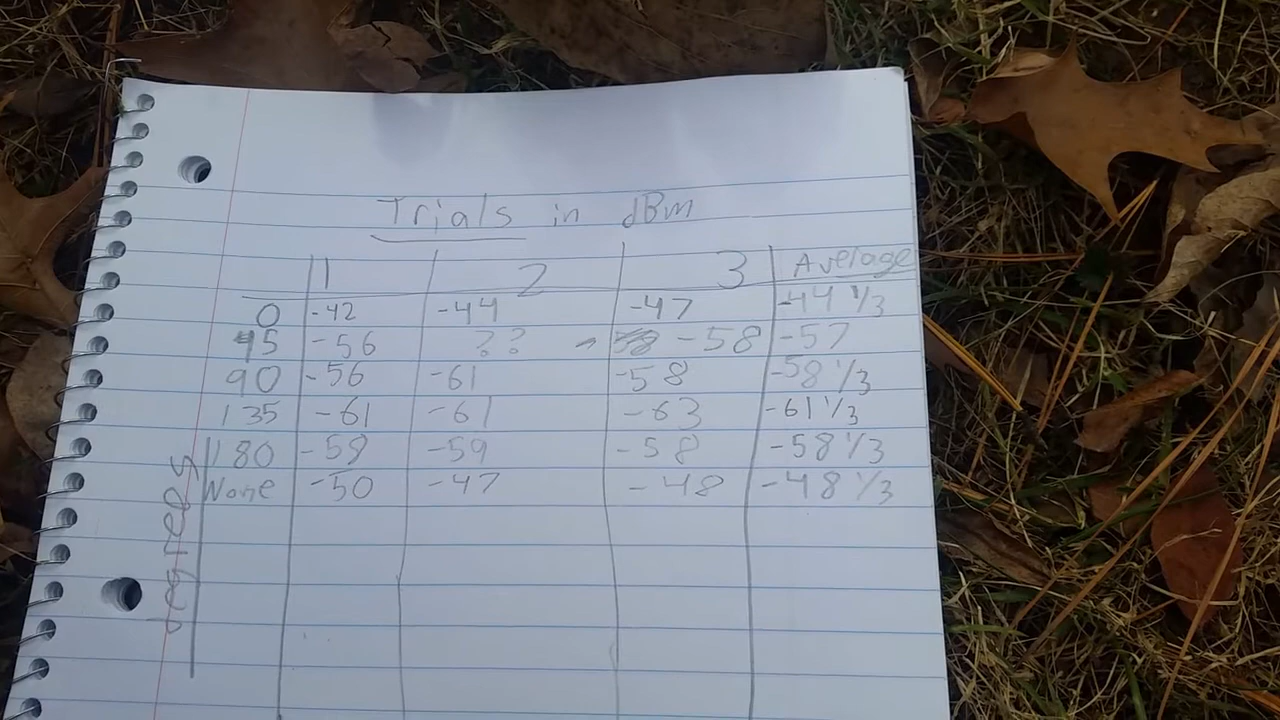 Trials in dBm
1 2 3 Average
0 -42 -44 -47 -44 1/3
45 -56 ?? -58 -57
90 -56 -61 -58 -58 1/3
135 -61 -61 -63 -61 1/3
180 -58 -59 -58 -58 1/3
None -50 -47 -48 -48 1/3
degrees